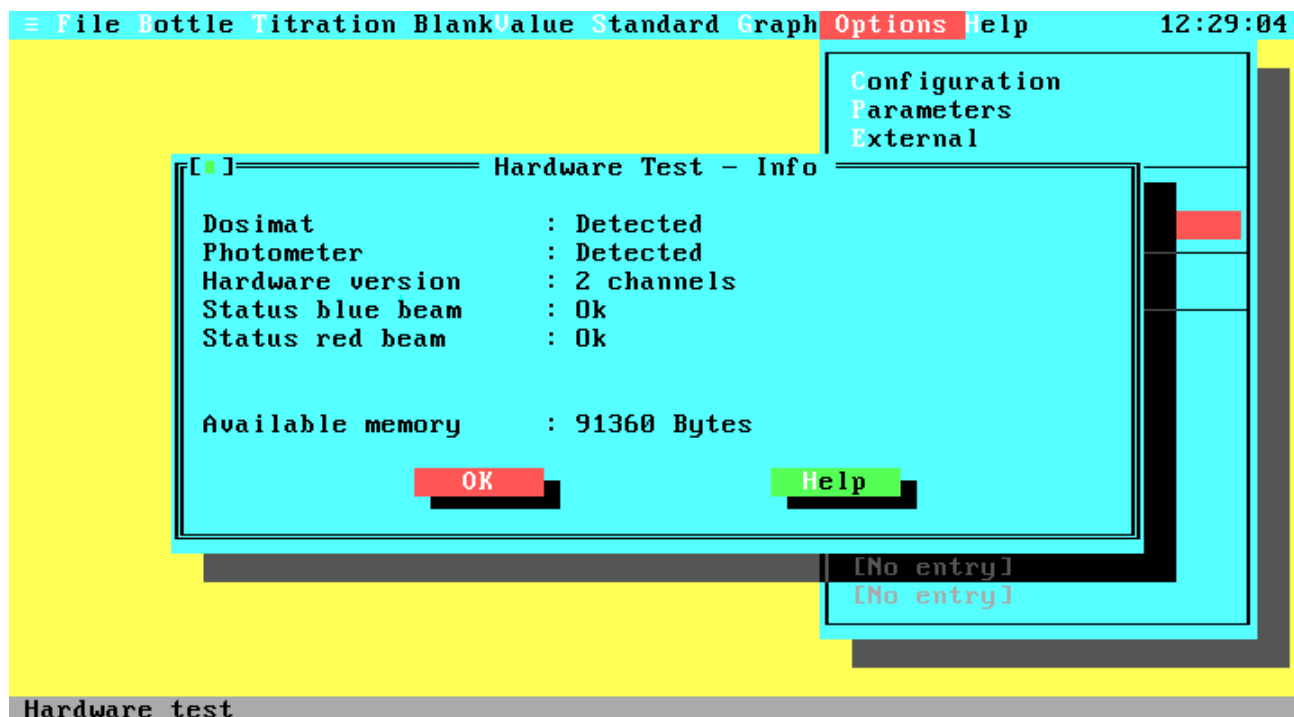 ≡ File Bottle Titration BlankValue Standard Graph Options Help 12:29:04
Configuration
Parameters
External
[▪] Hardware Test – Info
Dosimat : Detected
Photometer : Detected
Hardware version : 2 channels
Status blue beam : Ok
Status red beam : Ok
Available memory : 91360 Bytes
OK Help
[No entry]
[No entry]
Hardware test